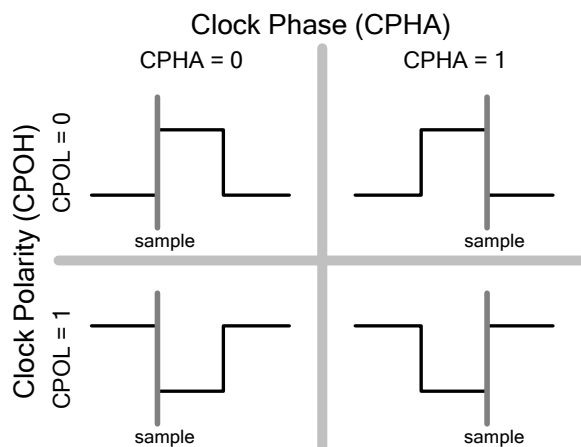 Clock Phase (CPHA)
CPHA = 0
CPHA = 1
Clock Polarity (CPOH)
CPOL = 0
sample
sample
CPOL = 1
sample
sample